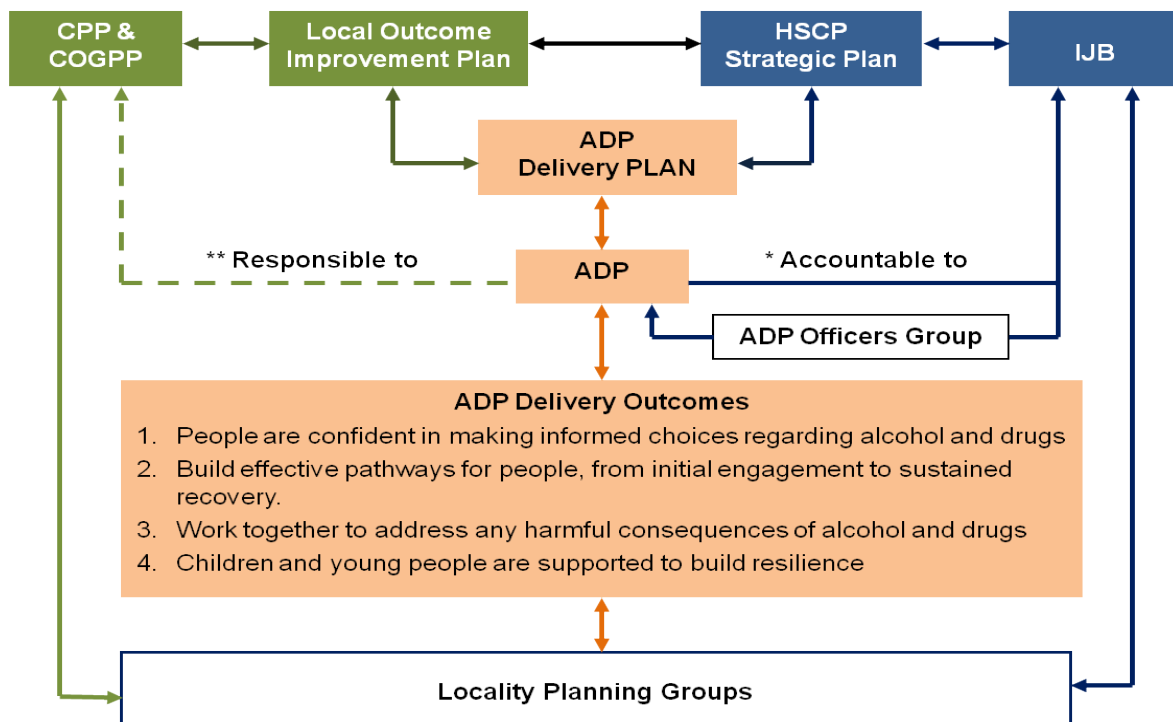 CPP &
COGPP
Local Outcome
Improvement Plan
HSCP
Strategic Plan
IJB
ADP
Delivery PLAN
** Responsible to
ADP
* Accountable to
ADP Officers Group
ADP Delivery Outcomes
1. People are confident in making informed choices regarding alcohol and drugs
2. Build effective pathways for people, from initial engagement to sustained
recovery.
3. Work together to address any harmful consequences of alcohol and drugs
4. Children and young people are supported to build resilience
Locality Planning Groups